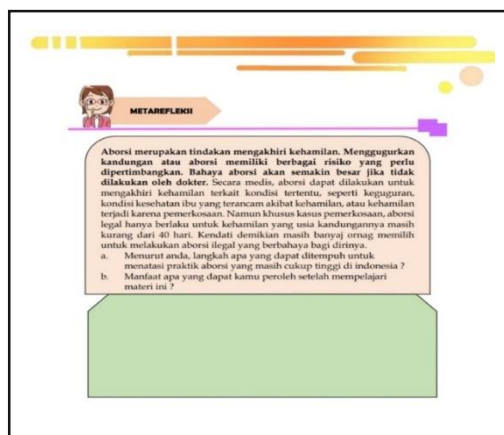 METAREFLEKSI
Aborsi merupakan tindakan mengakhiri kehamilan. Menggugurkan
kandungan atau aborsi memiliki berbagai risiko yang perlu
dipertimbangkan. Bahaya aborsi akan semakin besar jika tidak
dilakukan oleh dokter. Secara medis, aborsi dapat dilakukan untuk
mengakhiri kehamilan terkait kondisi tertentu, seperti keguguran,
kondisi kesehatan ibu yang terancam akibat kehamilan, atau kehamilan
terjadi karena pemerkosaan. Namun khusus kasus pemerkosaan, aborsi
legal hanya berlaku untuk kehamilan yang usia kandungannya masih
kurang dari 40 hari. Kendati demikian masih banyaj ornag memilih
untuk melakukan aborsi ilegal yang berbahaya bagi dirinya.
a. Menurut anda, langkah apa yang dapat ditempuh untuk
menatasi praktik aborsi yang masih cukup tinggi di indonesia ?
b. Manfaat apa yang dapat kamu peroleh setelah mempelajari
materi ini ?